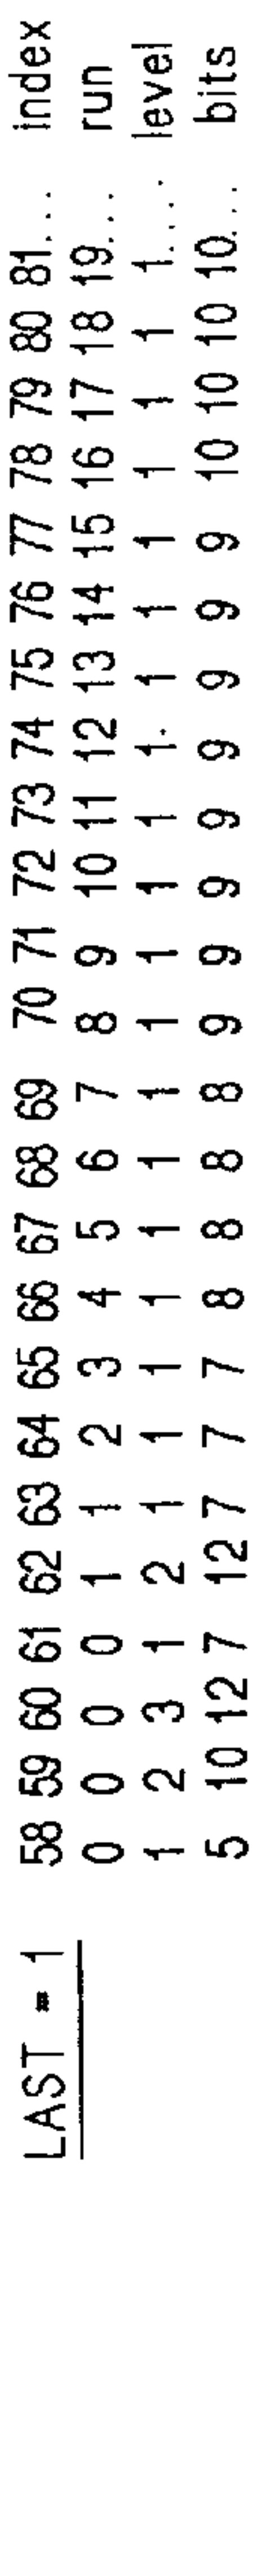 LAST = 1 58 59 60 61 62 63 64 65 66 67 68 69 70 71 72 73 74 75 76 77 78 79 80 81... index
0 0 0 0 1 1 2 3 4 5 6 7 8 9 10 11 12 13 14 15 16 17 18 19... run
1 2 3 1 2 1 1 1 1 1 1 1 1 1 1 1 1 1 1 1 1 1 1 1... level
5 10 12 7 12 7 7 7 8 8 8 8 9 9 9 9 9 9 9 9 10 10 10 10... bits